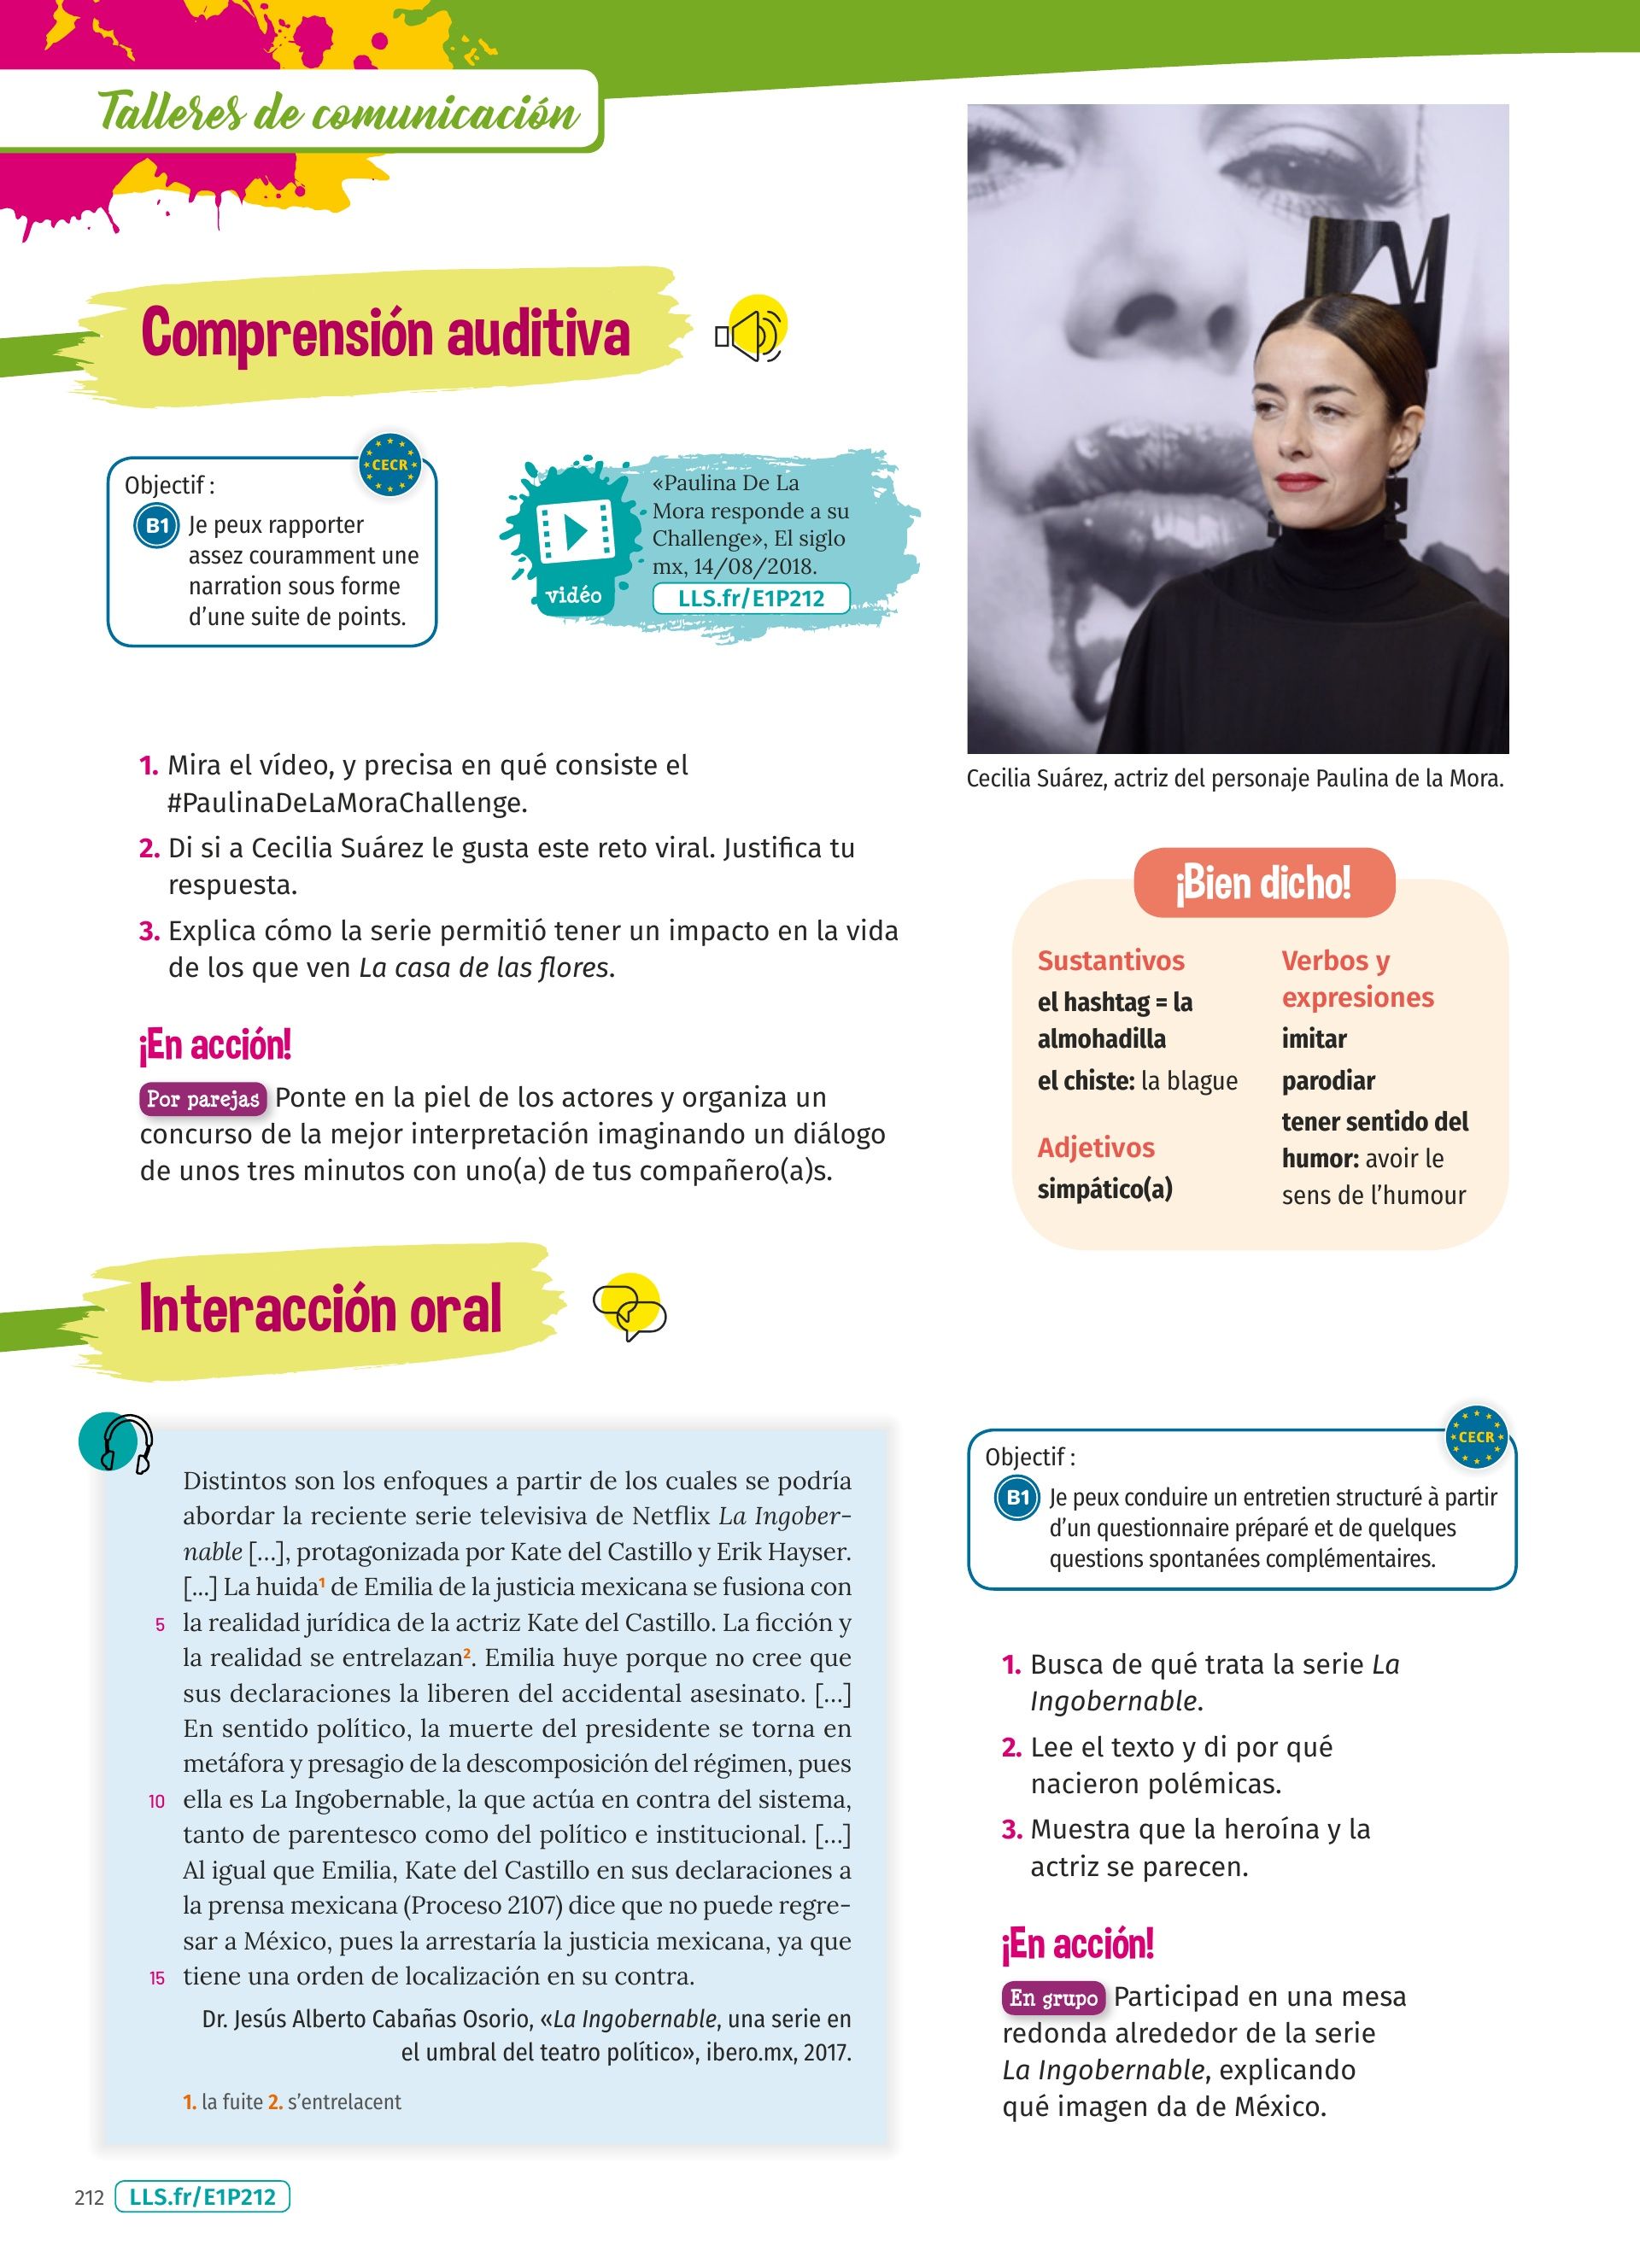 Talleres de comunicación
Comprensión auditiva
CECR
Objectif :
B1 Je peux rapporter
assez couramment une
narration sous forme
d'une suite de points.
vidéo
«Paulina De La
Mora responde a su
Challenge», El siglo
mx, 14/08/2018.
LLS.fr/E1P212
Cecilia Suárez, actriz del personaje Paulina de la Mora.
1. Mira el vídeo, y precisa en qué consiste el
#PaulinaDeLaMoraChallenge.
2. Di si a Cecilia Suárez le gusta este reto viral. Justifica tu
respuesta.
3. Explica cómo la serie permitió tener un impacto en la vida
de los que ven La casa de las flores.
¡En acción!
Por parejas Ponte en la piel de los actores y organiza un
concurso de la mejor interpretación imaginando un diálogo
de unos tres minutos con uno(a) de tus compañero(a)s.
¡Bien dicho!
Sustantivos
el hashtag = la
almohadilla
el chiste: la blague
Adjetivos
simpático(a)
Verbos y
expresiones
imitar
parodiar
tener sentido del
humor: avoir le
sens de l'humour
Interacción oral
Distintos son los enfoques a partir de los cuales se podría
abordar la reciente serie televisiva de Netflix La Ingober-
nable [...], protagonizada por Kate del Castillo y Erik Hayser.
[...] La huida1 de Emilia de la justicia mexicana se fusiona con
5 la realidad jurídica de la actriz Kate del Castillo. La ficción y
la realidad se entrelazan2. Emilia huye porque no cree que
sus declaraciones la liberen del accidental asesinato. [...]
En sentido político, la muerte del presidente se torna en
metáfora y presagio de la descomposición del régimen, pues
10 ella es La Ingobernable, la que actúa en contra del sistema,
tanto de parentesco como del político e institucional. [...]
Al igual que Emilia, Kate del Castillo en sus declaraciones a
la prensa mexicana (Proceso 2107) dice que no puede regre-
sar a México, pues la arrestaría la justicia mexicana, ya que
15 tiene una orden de localización en su contra.
Dr. Jesús Alberto Cabañas Osorio, «La Ingobernable, una serie en
el umbral del teatro político», ibero.mx, 2017.
1. la fuite 2. s'entrelacent
CECR
Objectif :
B1 Je peux conduire un entretien structuré à partir
d'un questionnaire préparé et de quelques
questions spontanées complémentaires.
1. Busca de qué trata la serie La
Ingobernable.
2. Lee el texto y di por qué
nacieron polémicas.
3. Muestra que la heroína y la
actriz se parecen.
¡En acción!
En grupo Participad en una mesa
redonda alrededor de la serie
La Ingobernable, explicando
qué imagen da de México.
212 LLS.fr/E1P212